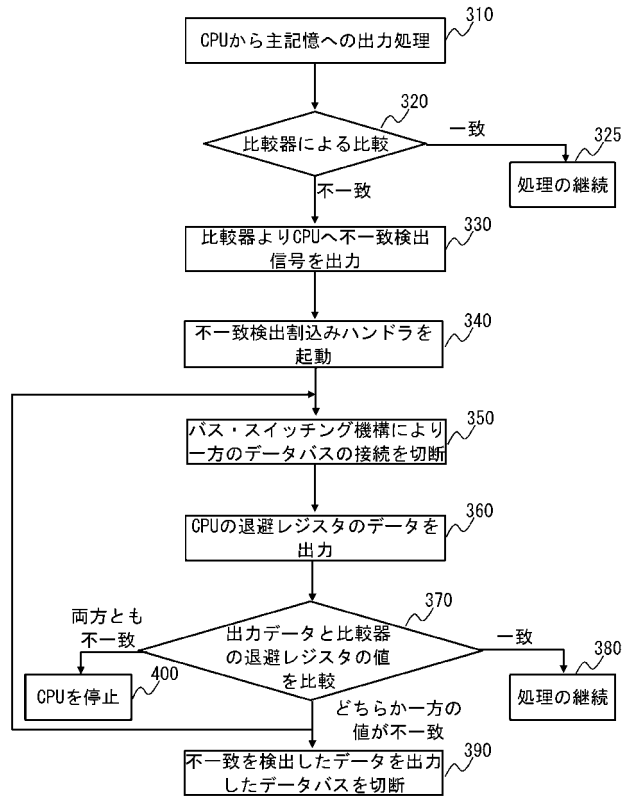 CPUから主記憶への出力処理
310
比較器による比較
320
一致
325
処理の継続
不一致
比較器よりCPUへ不一致検出
信号を出力
330
不一致検出割込みハンドラを
起動
340
バス・スイッチング機構により
一方のデータバスの接続を切断
350
CPUの退避レジスタのデータを
出力
360
370
両方とも
不一致
出力データと比較器
の退避レジスタの値
を比較
一致
380
400
CPUを停止
処理の継続
どちらか一方の
値が不一致
不一致を検出したデータを出力
したデータバスを切断
390